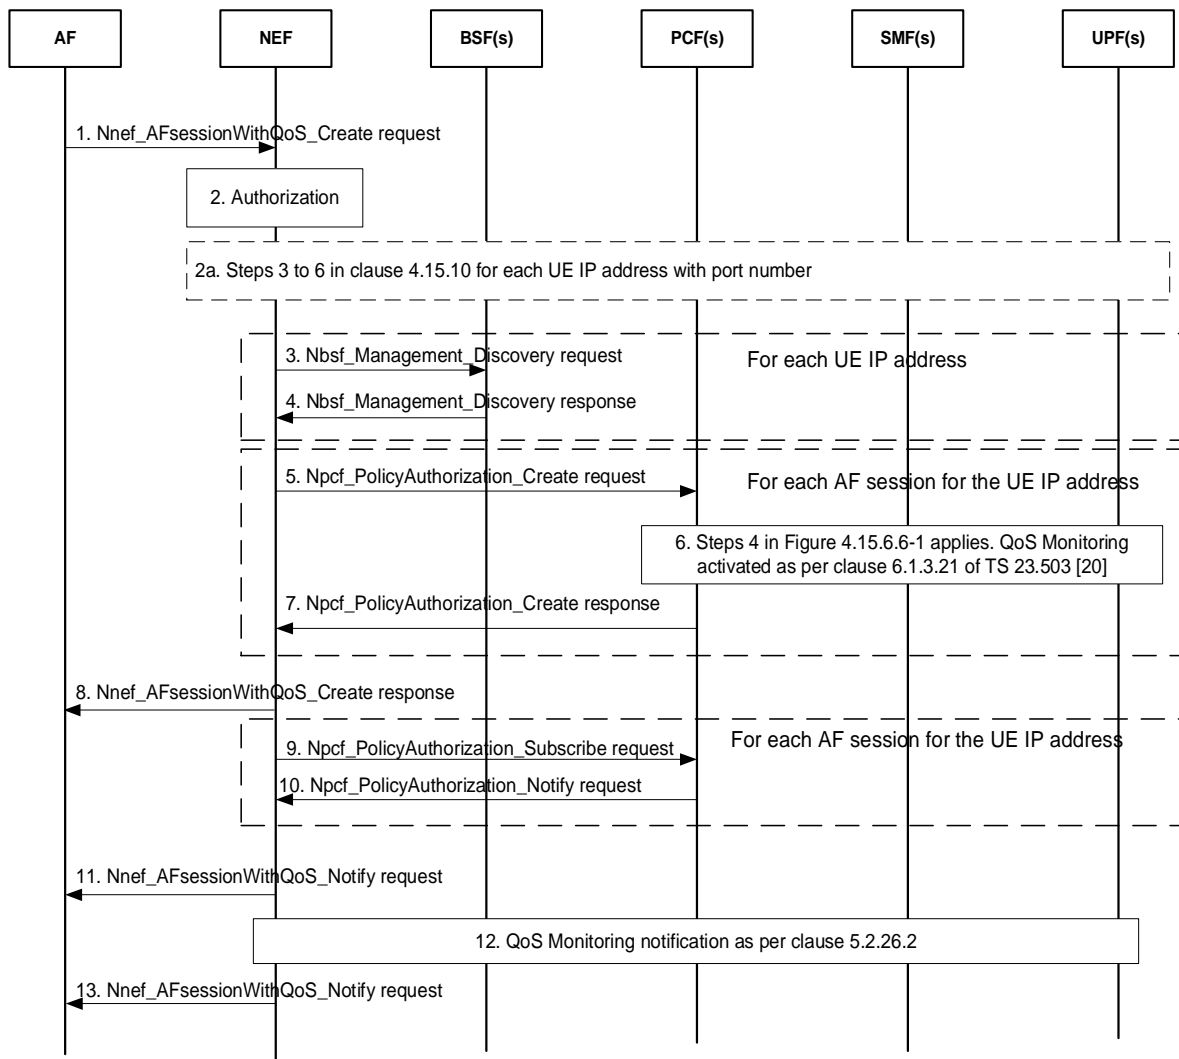 AF
NEF
BSF(s)
PCF(s)
SMF(s)
UPF(s)
1. Nnef_AFsessionWithQoS_Create request
2. Authorization
2a. Steps 3 to 6 in clause 4.15.10 for each UE IP address with port number
3. Nbsf_Management_Discovery request
For each UE IP address
4. Nbsf_Management_Discovery response
5. Npcf_PolicyAuthorization_Create request
For each AF session for the UE IP address
6. Steps 4 in Figure 4.15.6.6-1 applies. QoS Monitoring
activated as per clause 6.1.3.21 of TS 23.503 [20]
7. Npcf_PolicyAuthorization_Create response
8. Nnef_AFsessionWithQoS_Create response
For each AF session for the UE IP address
9. Npcf_PolicyAuthorization_Subscribe request
10. Npcf_PolicyAuthorization_Notify request
11. Nnef_AFsessionWithQoS_Notify request
12. QoS Monitoring notification as per clause 5.2.26.2
13. Nnef_AFsessionWithQoS_Notify request